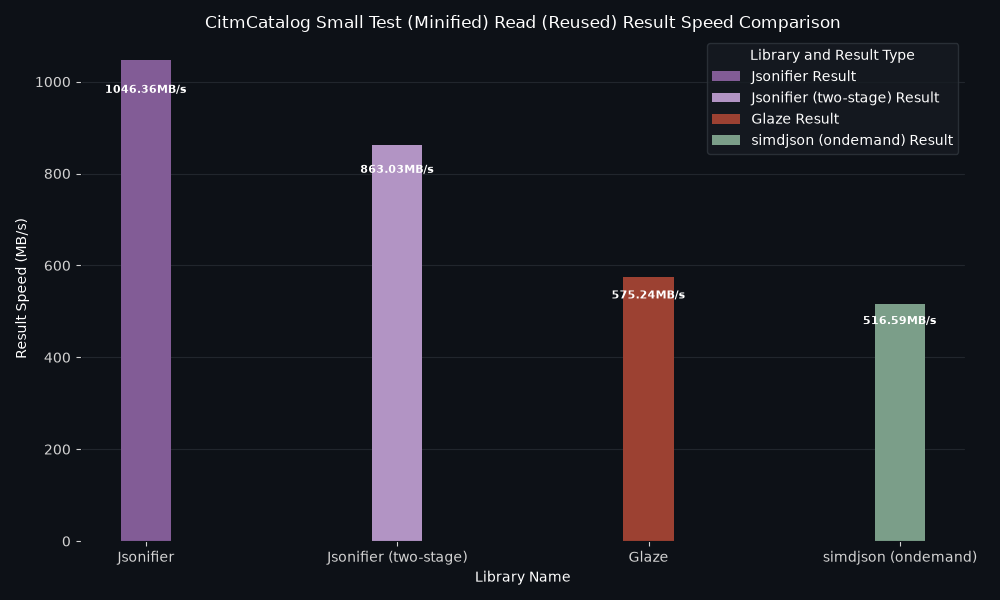 CitmCatalog Small Test (Minified) Read (Reused) Result Speed Comparison
Library and Result Type
Jsonifier Result
Jsonifier (two-stage) Result
Glaze Result
simdjson (ondemand) Result
1046.36MB/s
863.03MB/s
575.24MB/s
516.59MB/s
Result Speed (MB/s)
1000
800
600
400
200
0
Jsonifier
Jsonifier (two-stage)
Glaze
simdjson (ondemand)
Library Name